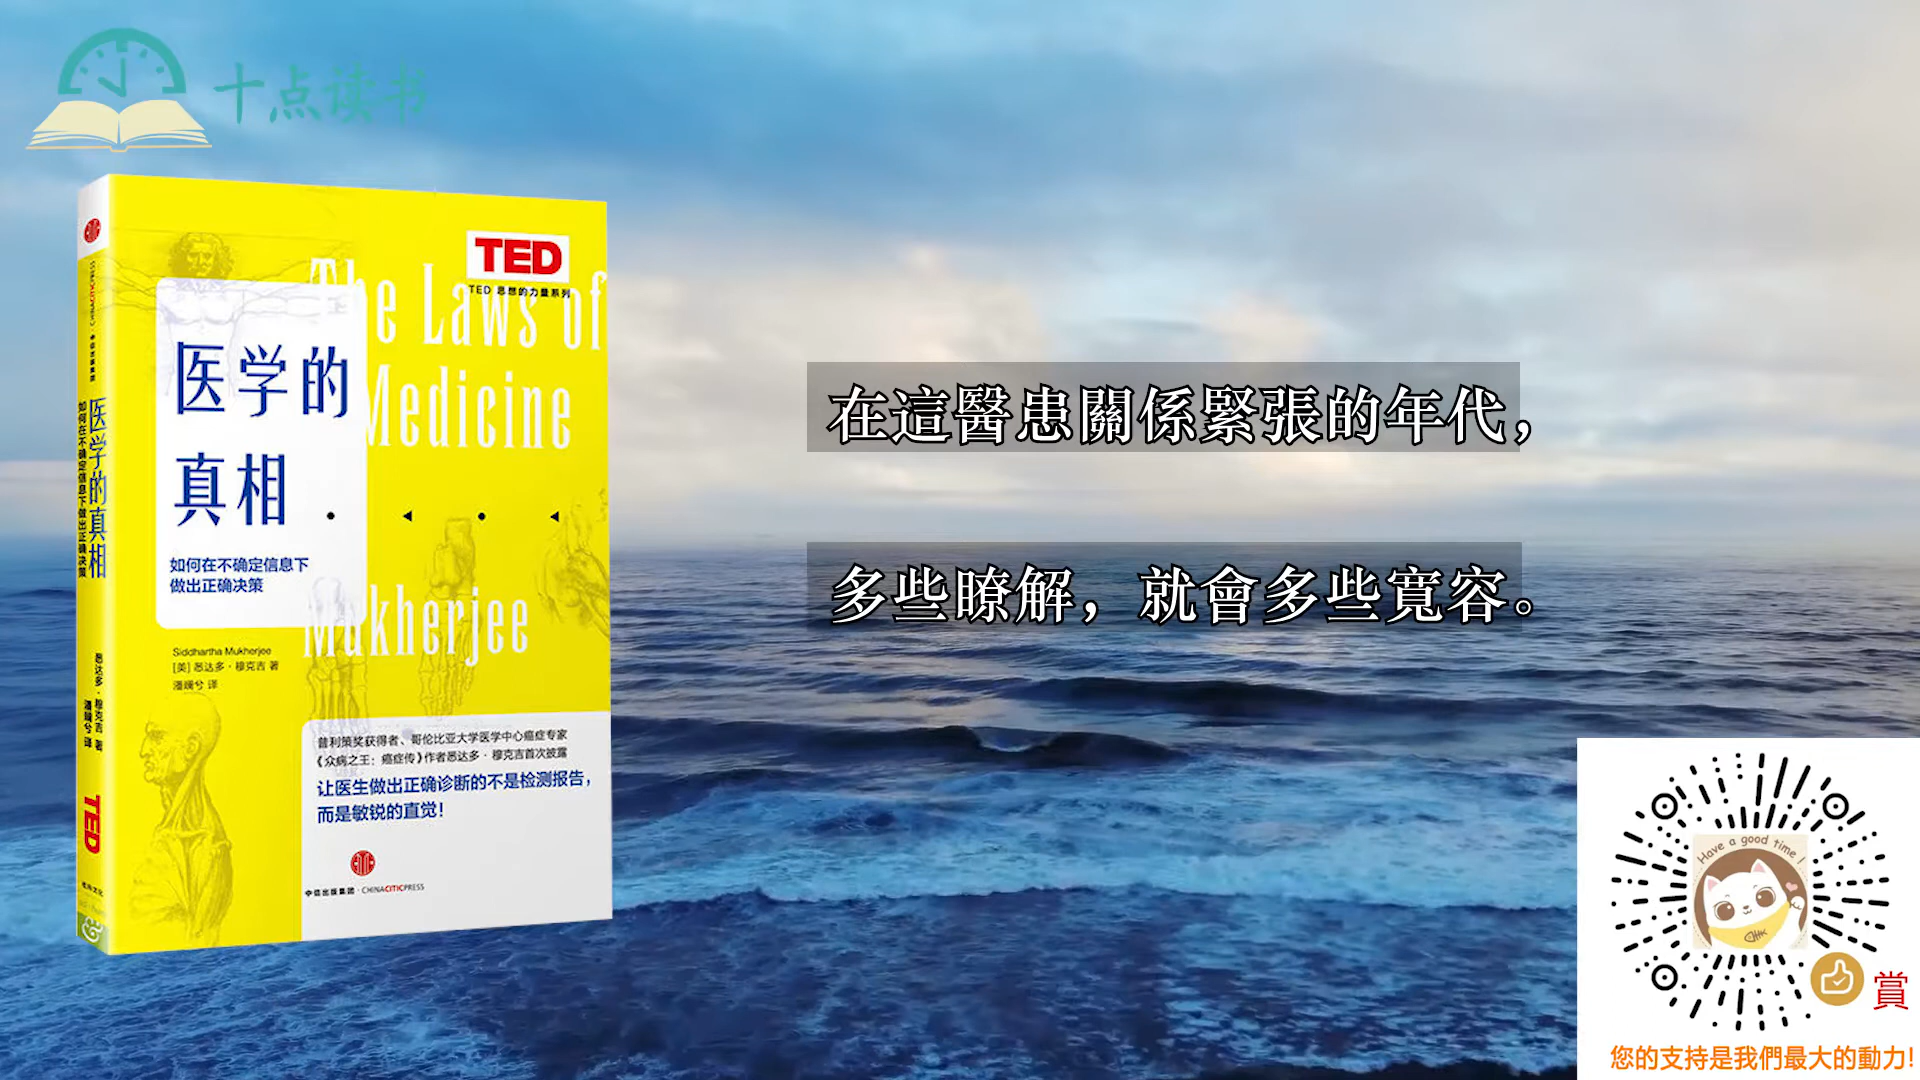 十点读书
TED
TED 思想的力量系列
The Laws of
Medicine
Mukherjee
医学的
真相
如何在不确定信息下
做出正确决策
Siddhartha Mukherjee
[美] 悉达多·穆克吉 著
潘斓兮 译
普利策奖获得者、哥伦比亚大学医学中心癌症专家
《众病之王：癌症传》作者悉达多·穆克吉首次披露
让医生做出正确诊断的不是检测报告，
而是敏锐的直觉！
中信出版集团·CHINACITICPRESS
医学的真相
如何在不确定信息下做出正确决策
悉达多·穆克吉 著
潘斓兮 译
TED
在這醫患關係緊張的年代，
多些瞭解，就會多些寬容。
Have a good time !
賞
您的支持是我們最大的動力!